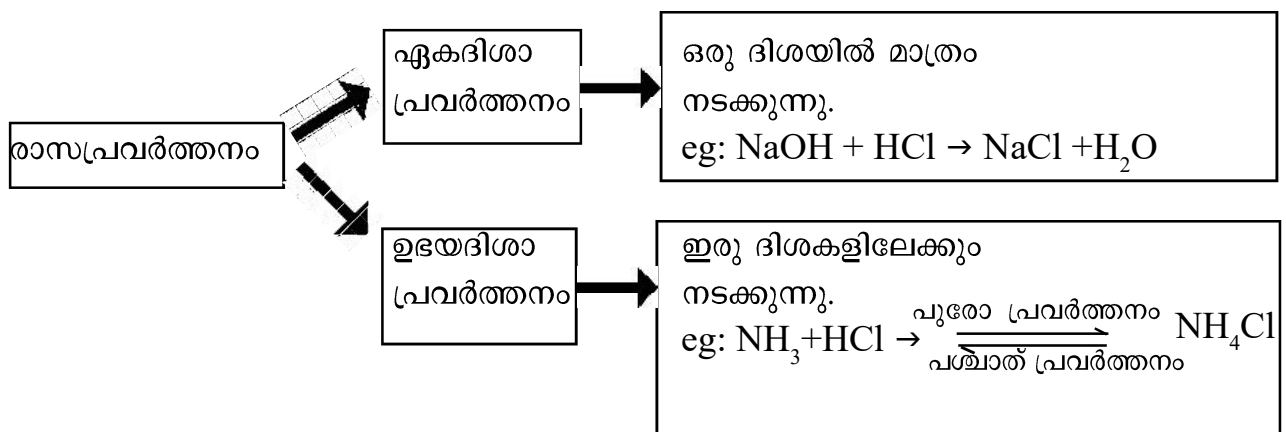 രാസപ്രവർത്തനം
ഏകദിശാ
പ്രവർത്തനം
ഒരു ദിശയിൽ മാത്രം
നടക്കുന്നു.
eg: NaOH + HCl → NaCl +H₂O
ഉഭയദിശാ
പ്രവർത്തനം
ഇരു ദിശകളിലേക്കും
നടക്കുന്നു.
പുരോ പ്രവർത്തനം
eg: NH₃+HCl → ⇌ NH₄Cl
പശ്ചാത് പ്രവർത്തനം